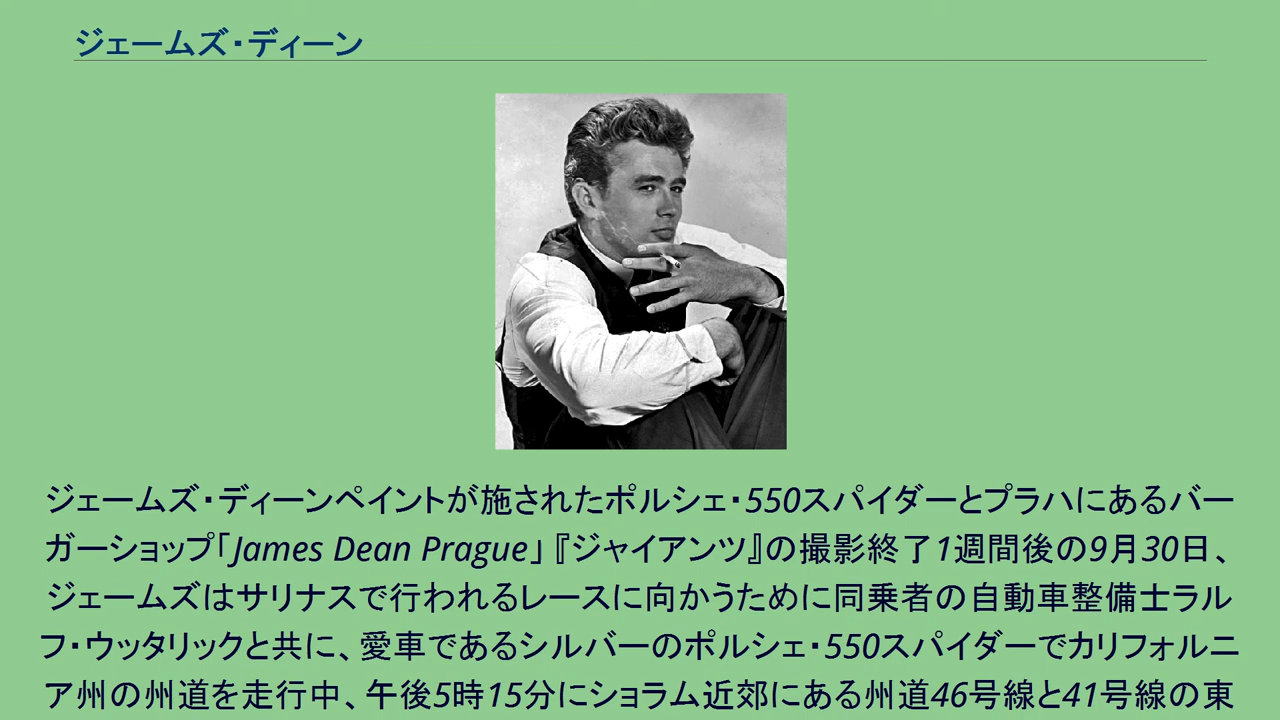 ジェームズ・ディーン
ジェームズ・ディーンペイントが施されたポルシェ・550スパイダーとプラハにあるバー
ガーショップ「James Dean Prague」『ジャイアンツ』の撮影終了1週間後の9月30日、
ジェームズはサリナスで行われるレースに向かうために同乗者の自動車整備士ラル
フ・ウッタリックと共に、愛車であるシルバーのポルシェ・550スパイダーでカリフォルニ
ア州の州道を走行中、午後5時15分にショラム近郊にある州道46号線と41号線の東